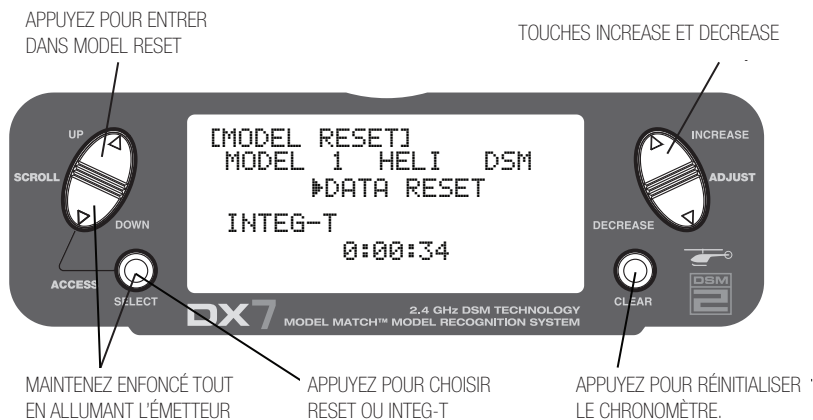 APPUYEZ POUR ENTRER
DANS MODEL RESET
TOUCHES INCREASE ET DECREASE
UP
SCROLL
DOWN
ACCESS
SELECT
[MODEL RESET]
MODEL 1 HELI DSM
DATA RESET
INTEG-T
0:00:34
INCREASE
ADJUST
DECREASE
CLEAR
DSM
2
DX7
2.4 GHz DSM TECHNOLOGY
MODEL MATCH™ MODEL RECOGNITION SYSTEM
MAINTENEZ ENFONCÉ TOUT
EN ALLUMANT L'ÉMETTEUR
APPUYEZ POUR CHOISIR
RESET OU INTEG-T
APPUYEZ POUR RÉINITIALISER
LE CHRONOMÈTRE.